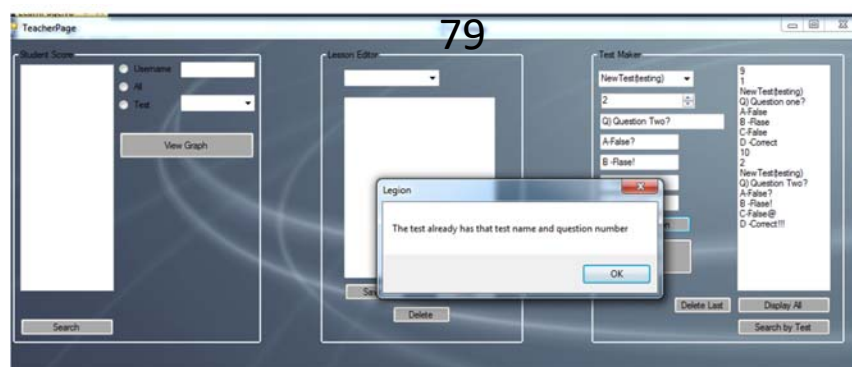 79
TeacherPage
Student Score
Username
All
Test
View Graph
Search
Lesson Editor
Delete
Test Maker
NewTest(testing)
2
Q) Question Two?
A-False?
B -Rlase!
Delete Last
9
1
NewTest(testing)
Q) Question one?
A-False
B -Rlase
C-False
D -Correct
10
2
NewTest(testing)
Q) Question Two?
A-False?
B -Rlase!
C-False@
D -Correct!!!
Display All
Search by Test
Legion
The test already has that test name and question number
OK